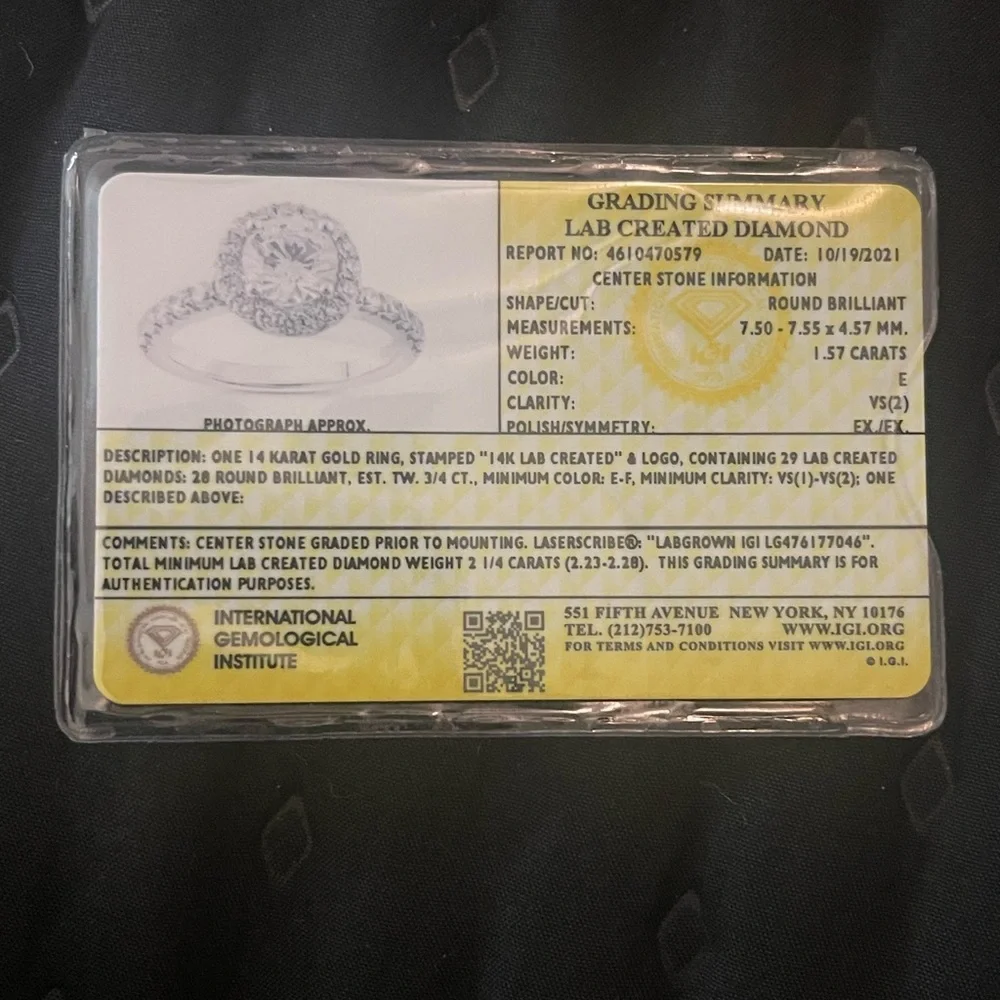 GRADING SUMMARY
LAB CREATED DIAMOND
REPORT NO: 4610470579 DATE: 10/19/2021
CENTER STONE INFORMATION
SHAPE/CUT: ROUND BRILLIANT
MEASUREMENTS: 7.50 - 7.55 x 4.57 MM.
WEIGHT: 1.57 CARATS
COLOR: E
CLARITY: VS(2)
POLISH/SYMMETRY: EX./EX.
PHOTOGRAPH APPROX.
DESCRIPTION: ONE 14 KARAT GOLD RING, STAMPED "14K LAB CREATED" & LOGO, CONTAINING 29 LAB CREATED
DIAMONDS: 28 ROUND BRILLIANT, EST. TW. 3/4 CT., MINIMUM COLOR: E-F, MINIMUM CLARITY: VS(1)-VS(2); ONE
DESCRIBED ABOVE:
COMMENTS: CENTER STONE GRADED PRIOR TO MOUNTING. LASERSCRIBE®: "LABGROWN IGI LG476177046".
TOTAL MINIMUM LAB CREATED DIAMOND WEIGHT 2 1/4 CARATS (2.23-2.28). THIS GRADING SUMMARY IS FOR
AUTHENTICATION PURPOSES.
INTERNATIONAL
GEMOLOGICAL
INSTITUTE
551 FIFTH AVENUE NEW YORK, NY 10176
TEL. (212)753-7100 WWW.IGI.ORG
FOR TERMS AND CONDITIONS VISIT WWW.IGI.ORG
© I.G.I.
IGI